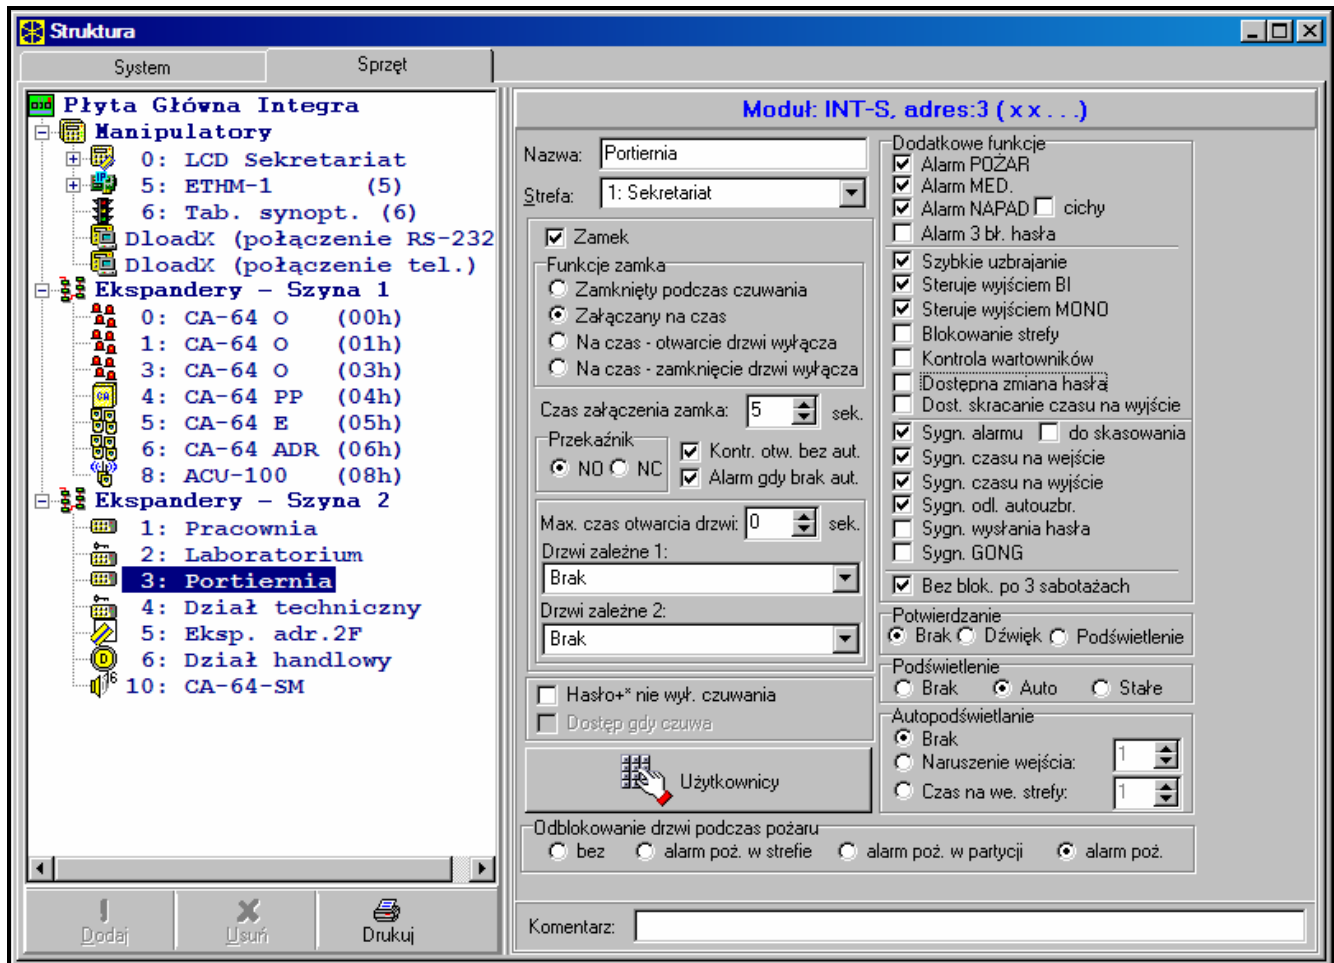 Struktura
System
Sprzęt
Płyta Główna Integra
Manipulatory
0: LCD Sekretariat
5: ETHM-1 (5)
6: Tab. synopt. (6)
DloadX (połączenie RS-232
DloadX (połączenie tel.)
Ekspandery – Szyna 1
0: CA-64 O (00h)
1: CA-64 O (01h)
3: CA-64 O (03h)
4: CA-64 PP (04h)
5: CA-64 E (05h)
6: CA-64 ADR (06h)
8: ACU-100 (08h)
Ekspandery – Szyna 2
1: Pracownia
2: Laboratorium
3: Portiernia
4: Dział techniczny
5: Eksp. adr.2F
6: Dział handlowy
10: CA-64-SM
Dodaj
Usuń
Drukuj
Moduł: INT-S, adres:3 ( x x . . .)
Nazwa: Portiernia
Strefa: 1: Sekretariat
Zamek
Funkcje zamka
Zamknięty podczas czuwania
Załączany na czas
Na czas - otwarcie drzwi wyłącza
Na czas - zamknięcie drzwi wyłącza
Czas załączenia zamka: 5 sek.
Przekaźnik
NO NC
Kontr. otw. bez aut.
Alarm gdy brak aut.
Max. czas otwarcia drzwi: 0 sek.
Drzwi zależne 1:
Brak
Drzwi zależne 2:
Brak
Hasło+* nie wył. czuwania
Dostęp gdy czuwa
Użytkownicy
Dodatkowe funkcje
Alarm POŻAR
Alarm MED.
Alarm NAPAD cichy
Alarm 3 bł. hasła
Szybkie uzbrajanie
Steruje wyjściem BI
Steruje wyjściem MONO
Blokowanie strefy
Kontrola wartowników
Dostępna zmiana hasła
Dost. skracanie czasu na wyjście
Sygn. alarmu do skasowania
Sygn. czasu na wejście
Sygn. czasu na wyjście
Sygn. odl. autouzbr.
Sygn. wysłania hasła
Sygn. GONG
Bez blok. po 3 sabotażach
Potwierdzanie
Brak Dźwięk Podświetlenie
Podświetlenie
Brak Auto Stałe
Autopodświetlanie
Brak
Naruszenie wejścia: 1
Czas na we. strefy: 1
Odblokowanie drzwi podczas pożaru
bez alarm poż. w strefie alarm poż. w partycji alarm poż.
Komentarz: